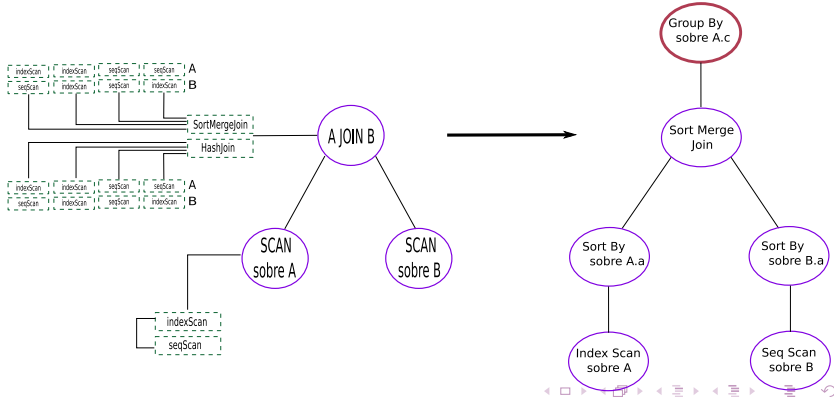 indexScan indexScan seqScan seqScan A
seqScan indexScan seqScan indexScan B
SortMergeJoin
HashJoin
indexScan indexScan seqScan seqScan A
seqScan indexScan seqScan indexScan B
A JOIN B
SCAN
sobre A
SCAN
sobre B
indexScan
seqScan
Group By
sobre A.c
Sort Merge
Join
Sort By
sobre A.a
Sort By
sobre B.a
Index Scan
sobre A
Seq Scan
sobre B